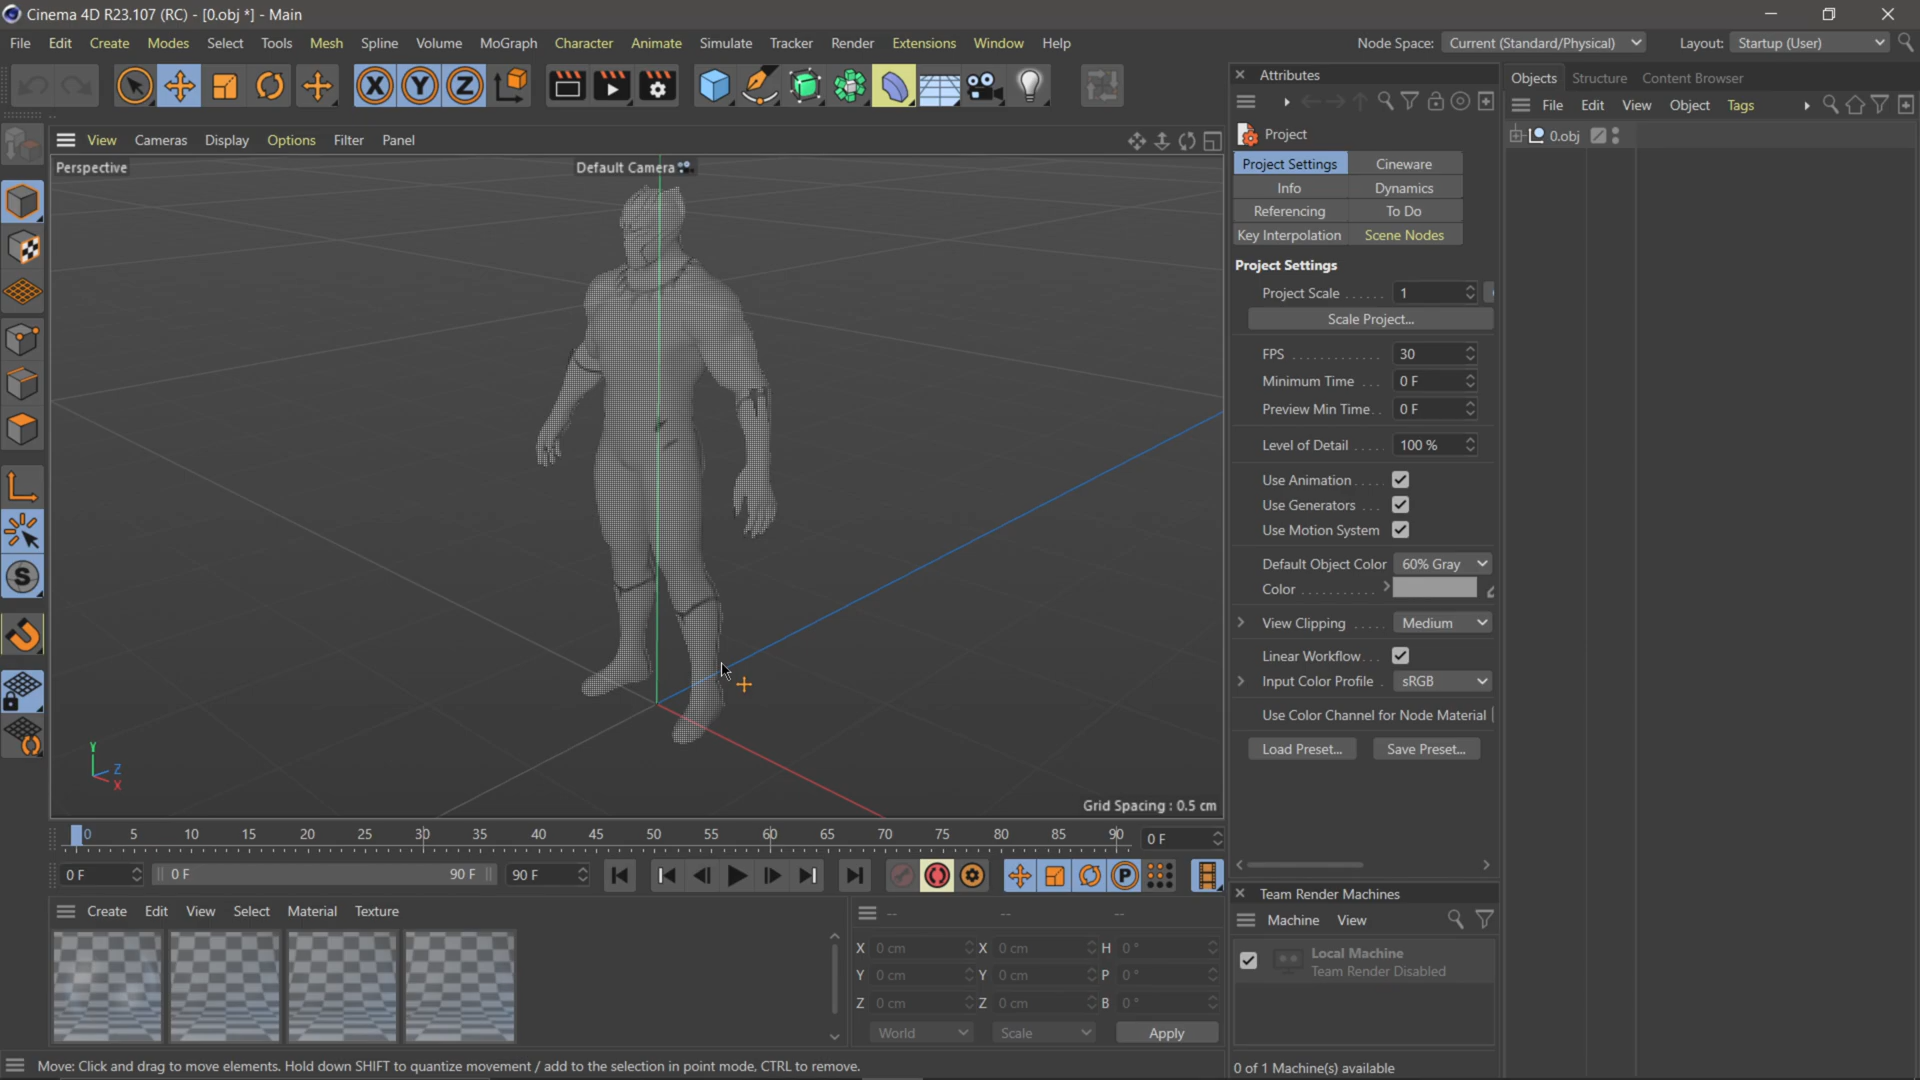 Cinema 4D R23.107 (RC) - [0.obj *] - Main
File Edit Create Modes Select Tools Mesh Spline Volume MoGraph Character Animate Simulate Tracker Render Extensions Window Help
Node Space: Current (Standard/Physical) Layout: Startup (User)
X Y Z
View Cameras Display Options Filter Panel
Perspective
Default Camera
Y
Z
X
Grid Spacing : 0.5 cm
S
0 5 10 15 20 25 30 35 40 45 50 55 60 65 70 75 80 85 90 0 F
0 F 0 F 90 F 90 F
P
Create Edit View Select Material Texture
-- -- --
X 0 cm X 0 cm H 0 °
Y 0 cm Y 0 cm P 0 °
Z 0 cm Z 0 cm B 0 °
World Scale Apply
Move: Click and drag to move elements. Hold down SHIFT to quantize movement / add to the selection in point mode, CTRL to remove.
Attributes
Project
Project Settings Cineware
Info Dynamics
Referencing To Do
Key Interpolation Scene Nodes
Project Settings
Project Scale ...... 1
Scale Project...
FPS ............ 30
Minimum Time ... 0 F
Preview Min Time. . 0 F
Level of Detail ..... 100 %
Use Animation .....
Use Generators ...
Use Motion System
Default Object Color 60% Gray
Color ...........
View Clipping ..... Medium
Linear Workflow. . .
Input Color Profile . sRGB
Use Color Channel for Node Material
Load Preset... Save Preset...
Team Render Machines
Machine View
Local Machine
Team Render Disabled
0 of 1 Machine(s) available
Objects Structure Content Browser
File Edit View Object Tags
0.obj